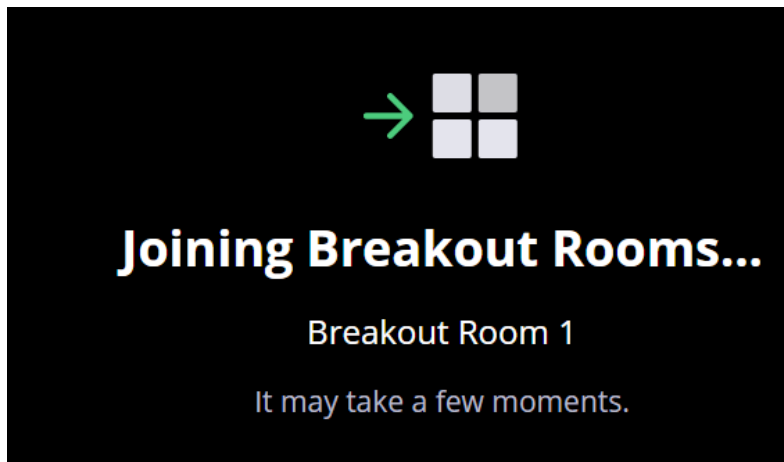 Joining Breakout Rooms...
Breakout Room 1
It may take a few moments.